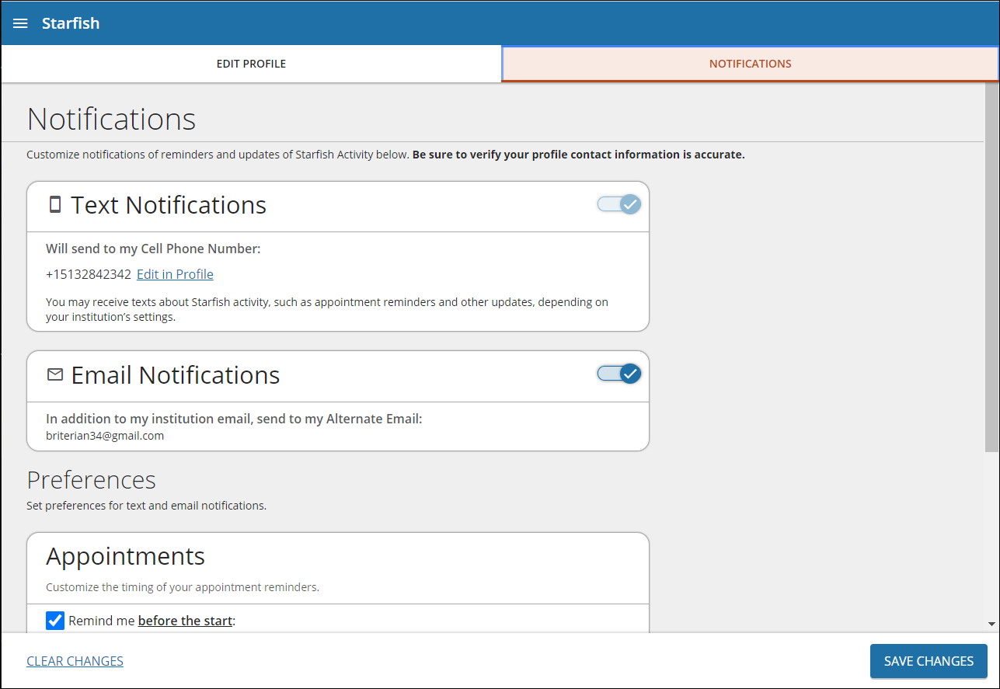 Starfish
EDIT PROFILE
NOTIFICATIONS
Notifications
Customize notifications of reminders and updates of Starfish Activity below. Be sure to verify your profile contact information is accurate.
Text Notifications
Will send to my Cell Phone Number:
+15132842342 Edit in Profile
You may receive texts about Starfish activity, such as appointment reminders and other updates, depending on
your institution’s settings.
Email Notifications
In addition to my institution email, send to my Alternate Email:
briterian34@gmail.com
Preferences
Set preferences for text and email notifications.
Appointments
Customize the timing of your appointment reminders.
Remind me before the start:
CLEAR CHANGES
SAVE CHANGES